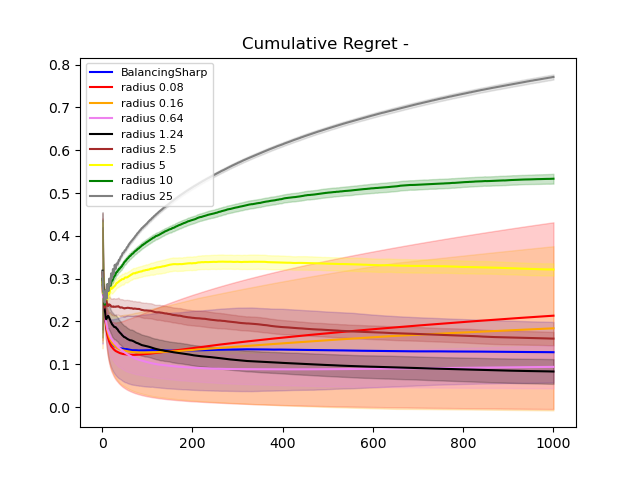 Cumulative Regret -
0.8
0.7
0.6
0.5
0.4
0.3
0.2
0.1
0.0
BalancingSharp
radius 0.08
radius 0.16
radius 0.64
radius 1.24
radius 2.5
radius 5
radius 10
radius 25
0 200 400 600 800 1000